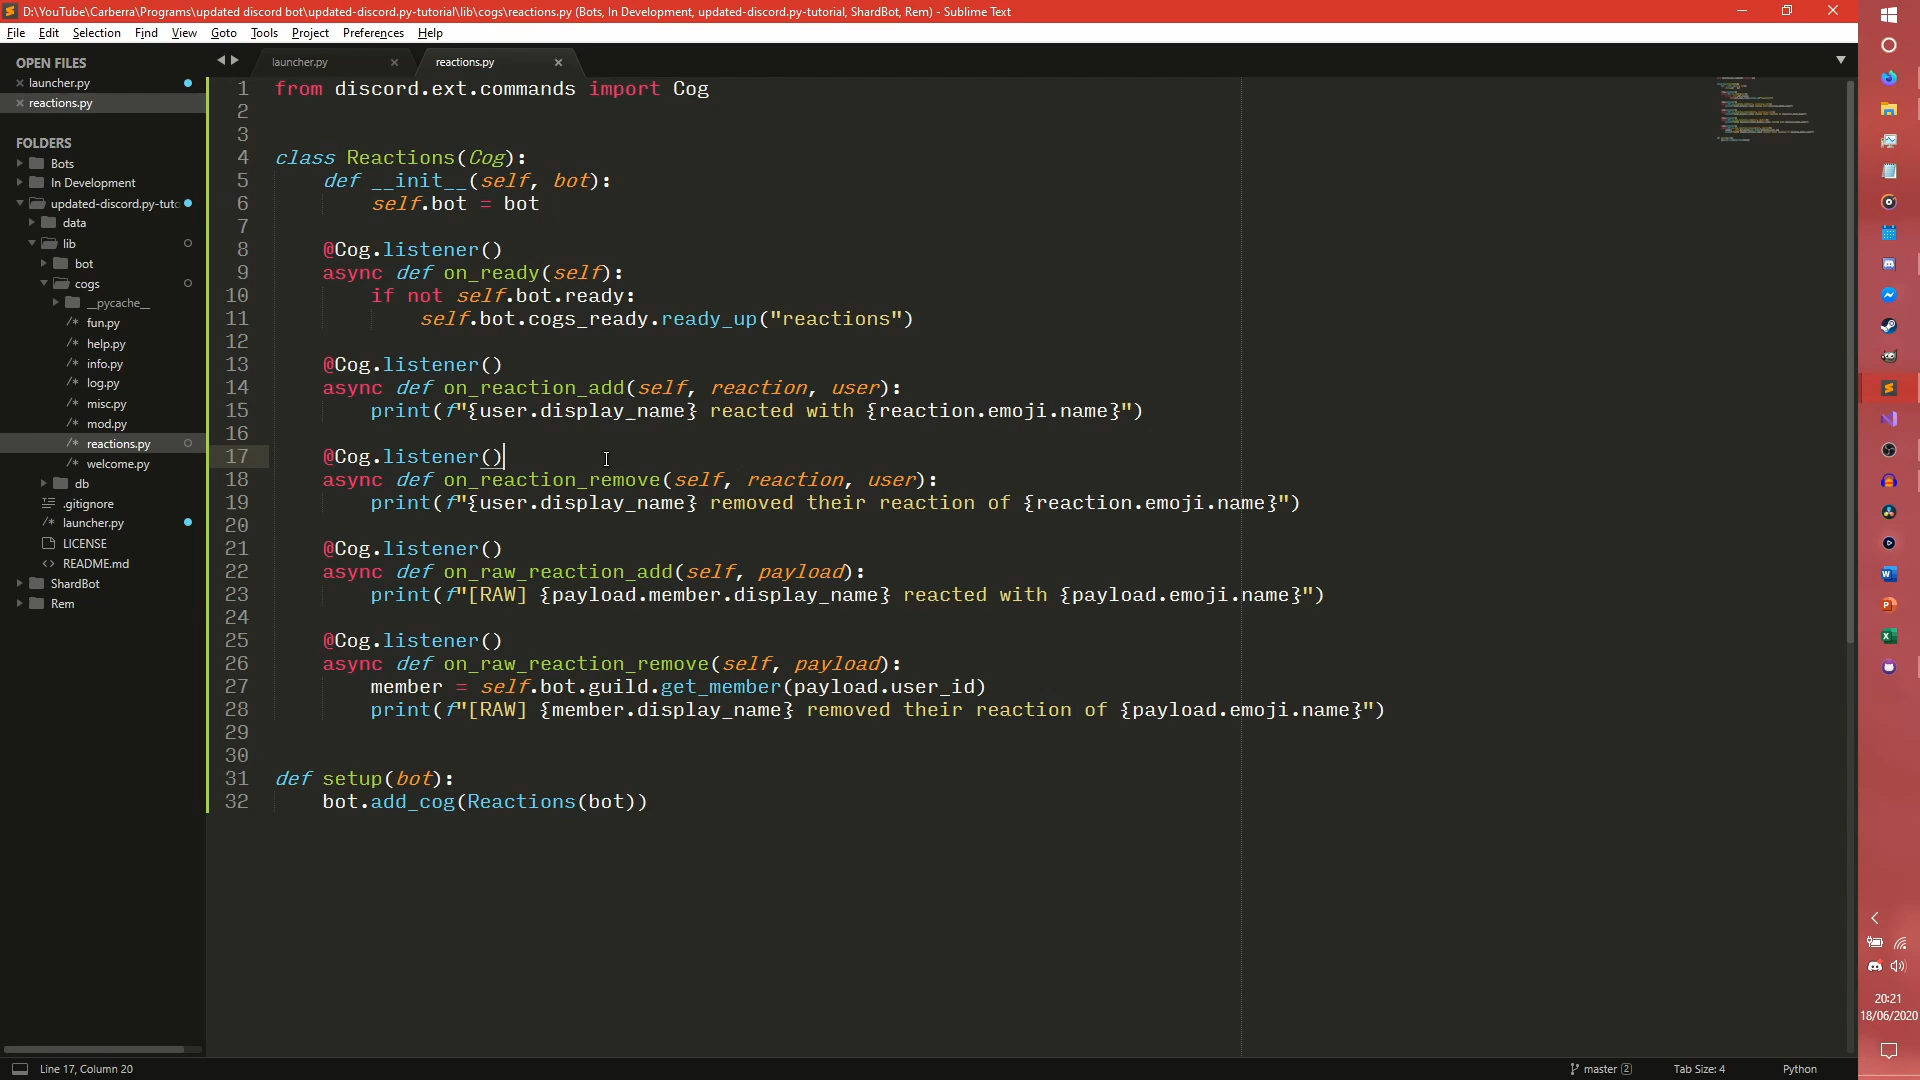 D:\YouTube\Carberra\Programs\updated discord bot\updated-discord.py-tutorial\lib\cogs\reactions.py (Bots, In Development, updated-discord.py-tutorial, ShardBot, Rem) - Sublime Text
File Edit Selection Find View Goto Tools Project Preferences Help
OPEN FILES
launcher.py
reactions.py
FOLDERS
Bots
In Development
updated-discord.py-tuto
data
lib
bot
cogs
__pycache__
fun.py
help.py
info.py
log.py
misc.py
mod.py
reactions.py
welcome.py
db
.gitignore
launcher.py
LICENSE
README.md
ShardBot
Rem
launcher.py reactions.py
1 from discord.ext.commands import Cog
2
3
4 class Reactions(Cog):
5 def __init__(self, bot):
6 self.bot = bot
7
8 @Cog.listener()
9 async def on_ready(self):
10 if not self.bot.ready:
11 self.bot.cogs_ready.ready_up("reactions")
12
13 @Cog.listener()
14 async def on_reaction_add(self, reaction, user):
15 print(f"{user.display_name} reacted with {reaction.emoji.name}")
16
17 @Cog.listener()
18 async def on_reaction_remove(self, reaction, user):
19 print(f"{user.display_name} removed their reaction of {reaction.emoji.name}")
20
21 @Cog.listener()
22 async def on_raw_reaction_add(self, payload):
23 print(f"[RAW] {payload.member.display_name} reacted with {payload.emoji.name}")
24
25 @Cog.listener()
26 async def on_raw_reaction_remove(self, payload):
27 member = self.bot.guild.get_member(payload.user_id)
28 print(f"[RAW] {member.display_name} removed their reaction of {payload.emoji.name}")
29
30
31 def setup(bot):
32 bot.add_cog(Reactions(bot))
Line 17, Column 20
master 2
Tab Size: 4
Python
20:21
18/06/2020